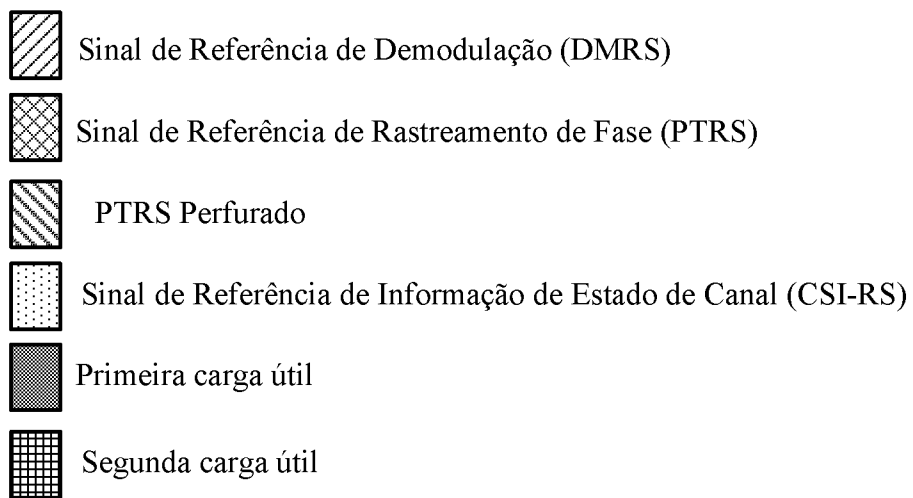 Sinal de Referência de Demodulação (DMRS)
Sinal de Referência de Rastreamento de Fase (PTRS)
PTRS Perfurado
Sinal de Referência de Informação de Estado de Canal (CSI-RS)
Primeira carga útil
Segunda carga útil